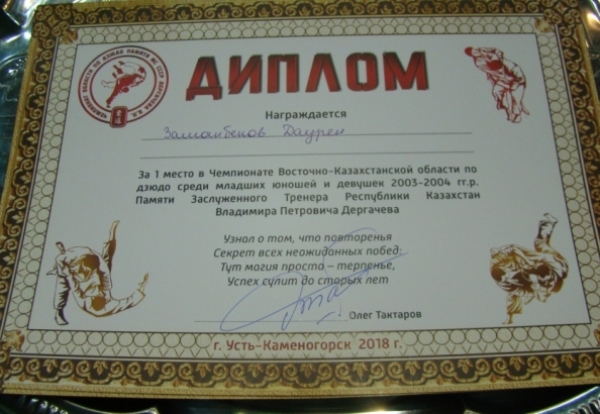 ДИПЛОМ
Награждается
Заманбеков Даурен
За 1 место в Чемпионате Восточно-Казахстанской области по
дзюдо среди младших юношей и девушек 2003-2004 гг.р.
Памяти Заслуженного Тренера Республики Казахстан
Владимира Петровича Дергачева
Узнал о том, что повторенья
Секрет всех неожиданных побед;
Тут магия просто – терпенье,
Успех сулит до старых лет
Олег Тактаров
г. Усть-Каменогорск 2018 г.